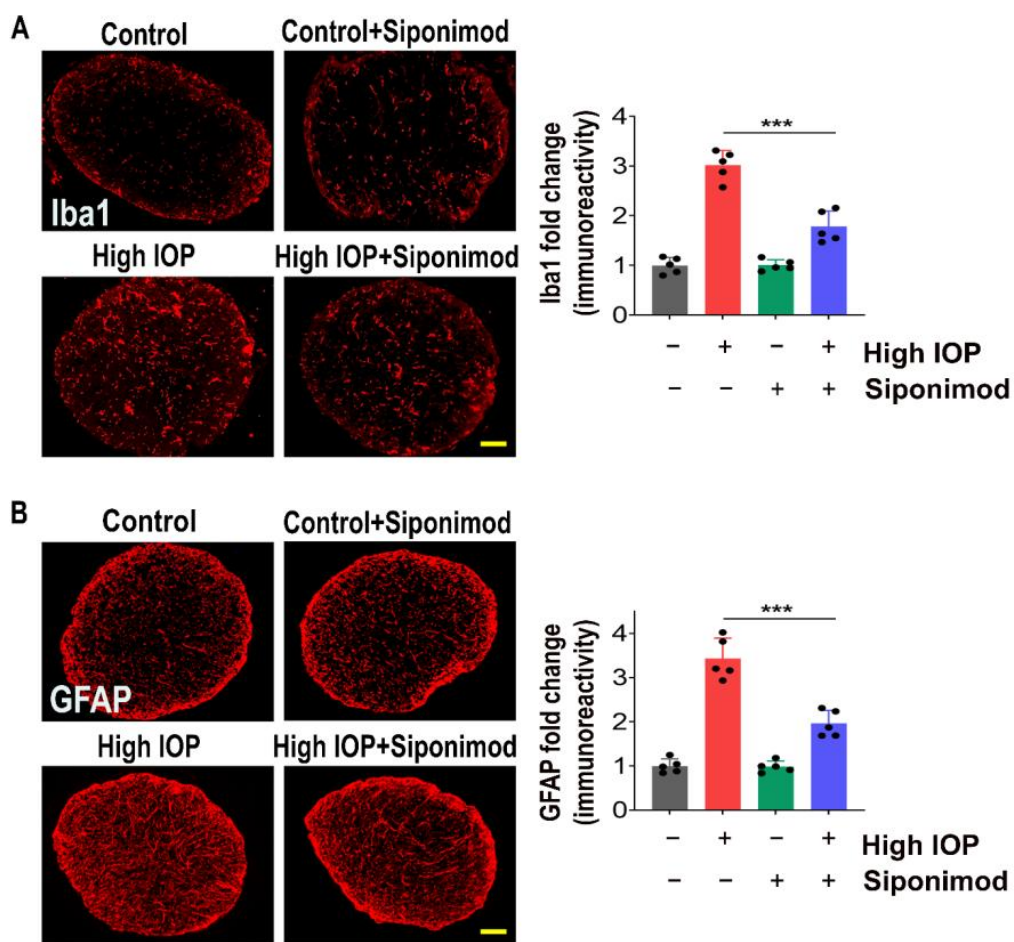 A
Control
Control+Siponimod
Iba1
High IOP
High IOP+Siponimod
Iba1 fold change
(immunoreactivity)
4
3
2
1
0
***
− + − + High IOP
− − + + Siponimod
B
Control
Control+Siponimod
GFAP
High IOP
High IOP+Siponimod
GFAP fold change
(immunoreactivity)
4
3
2
1
0
***
− + − + High IOP
− − + + Siponimod